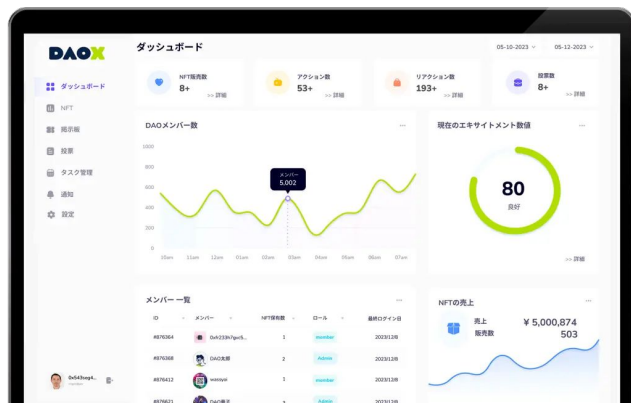 DAOX
ダッシュボード
05-10-2023
05-12-2023
ダッシュボード
NFT
掲示板
投票
タスク管理
通知
設定
NFT販売数
8+
>> 詳細
アクション数
53+
>> 詳細
リアクション数
193+
>> 詳細
投票数
8+
>> 詳細
DAOメンバー数
1000
800
600
400
300
0
メンバー
5,002
10am 11am 12am 01am 02am 03am 04am 05am 06am 07am
現在のエキサイトメント数値
80
良好
>> 詳細
メンバー 一覧
ID メンバー NFT保有数 ロール 最終ログイン日
#876364 0xfr233h7gvc5... 1 member 2023/12/8
#876368 DAO太郎 2 Admin 2023/12/8
#876412 wassyoi 1 member 2023/12/8
#876621 Admin 2023/12/8
NFTの売上
売上 ¥ 5,000,874
販売数 503
0x543seg4...